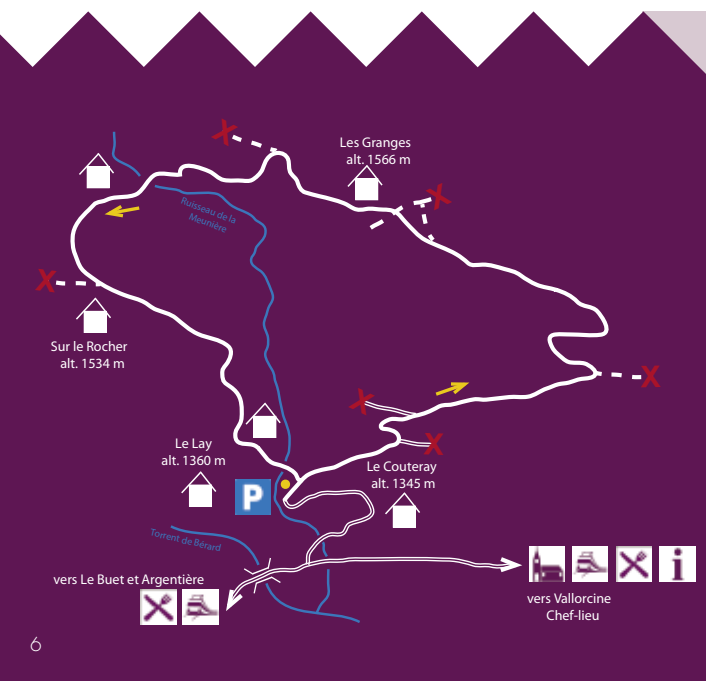 Les Granges
alt. 1566 m
Ruisseau de la
Meunière
Sur le Rocher
alt. 1534 m
Le Lay
alt. 1360 m
Le Couteray
alt. 1345 m
P
Torrent de Bérard
vers Le Buet et Argentière
i
vers Vallorcine
Chef-lieu
6